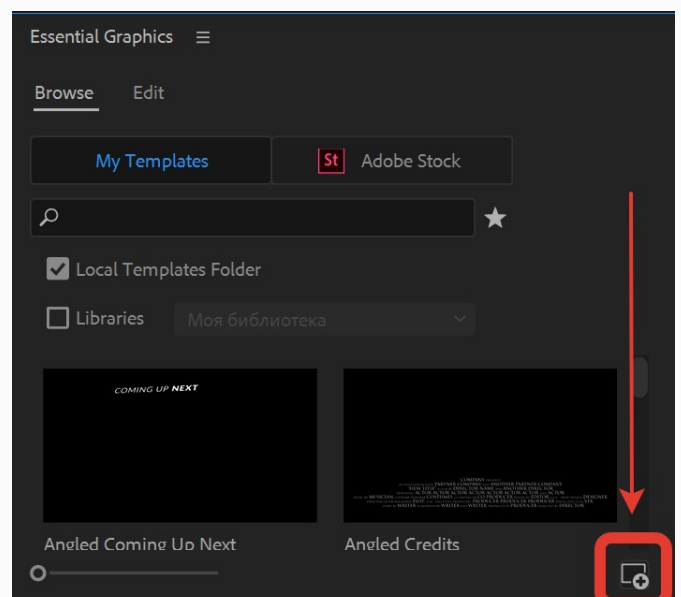 Essential Graphics
Browse Edit
My Templates St Adobe Stock
Local Templates Folder
Libraries Моя библиотека
COMING UP NEXT
Angled Coming Up Next Angled Credits